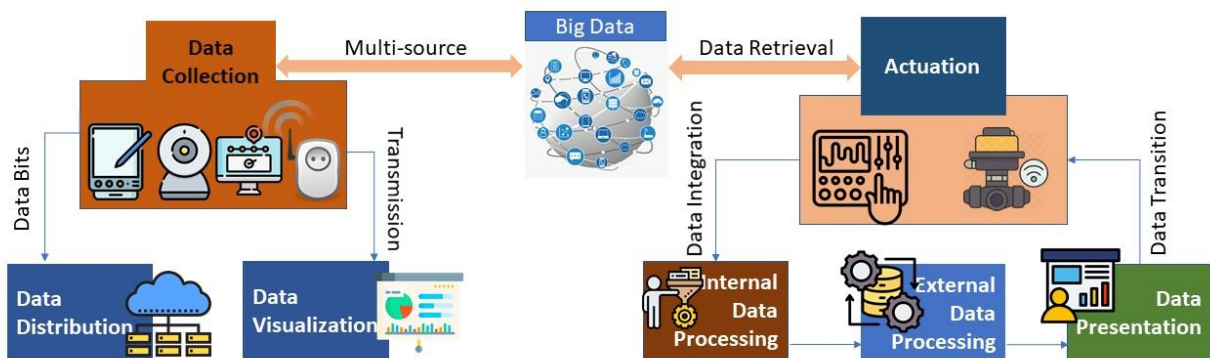 Big Data
Data
Collection
Multi-source
Data Retrieval
Actuation
Data Bits
Transmission
Data Integration
Data Transition
Data
Distribution
Data
Visualization
Internal
Data
Processing
External
Data
Processing
Data
Presentation